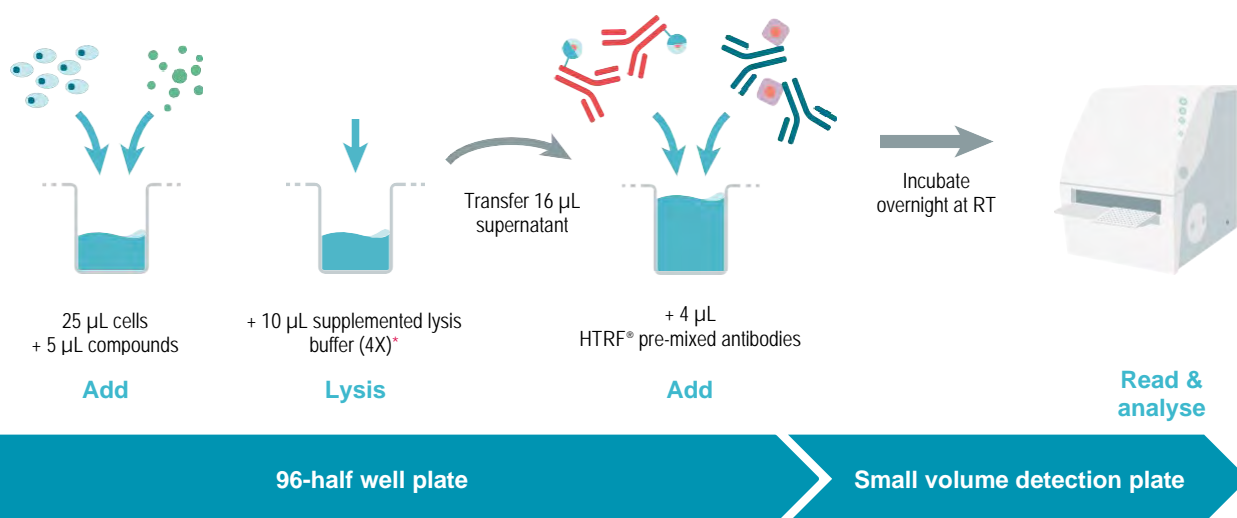 25 µL cells
+ 5 µL compounds
Add
+ 10 µL supplemented lysis
buffer (4X)*
Lysis
Transfer 16 µL
supernatant
+ 4 µL
HTRF® pre-mixed antibodies
Add
Incubate
overnight at RT
Read &
analyse
96-half well plate
Small volume detection plate